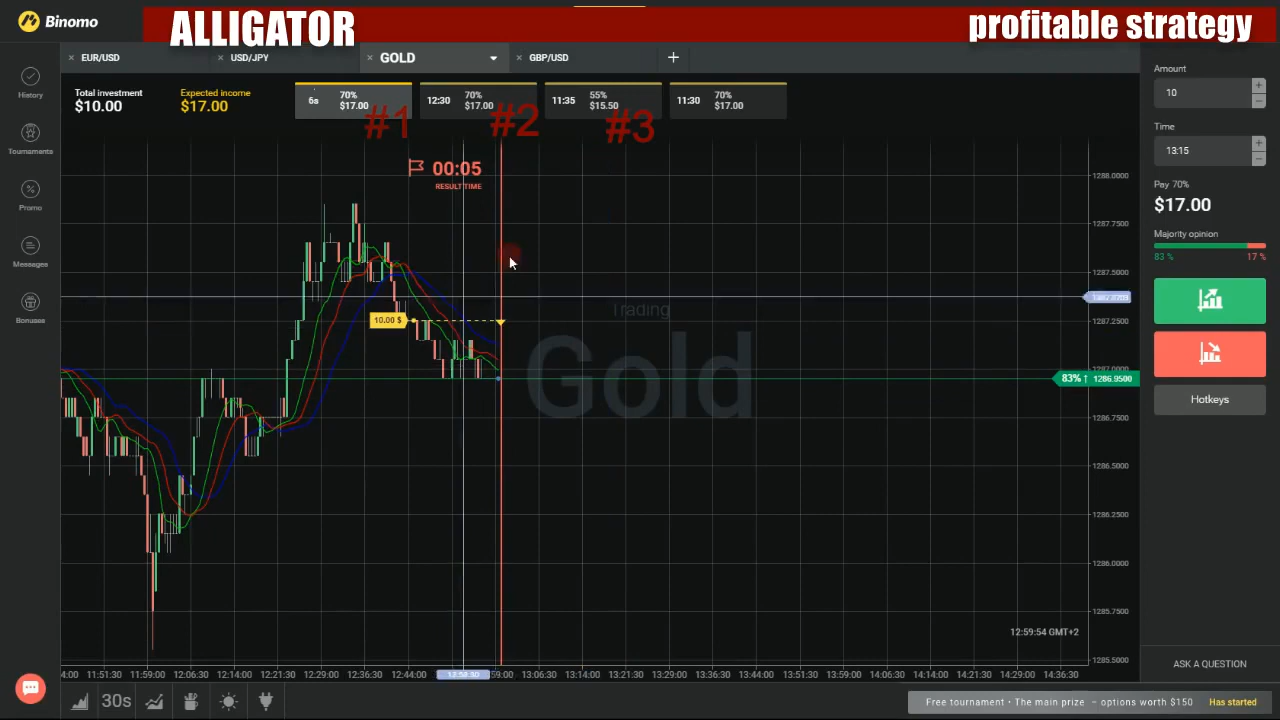 Binomo
ALLIGATOR
profitable strategy
EUR/USD
USD/JPY
GOLD
GBP/USD
History
Tournaments
Promo
Messages
Bonuses
Total investment
$10.00
Expected income
$17.00
6s
70%
$17.00
12:30
70%
$17.00
11:35
55%
$15.50
11:30
70%
$17.00
#1
#2
#3
00:05
RESULT TIME
10.00 $
Trading
Gold
1288.0000
1287.7500
1287.5000
1287.2500
1287.0000
83%↑ 1286.9500
1286.7500
1286.5000
1286.2500
1286.0000
1285.7500
1285.5000
12:59:54 GMT+2
4:00 11:51:30 11:59:00 12:06:30 12:14:00 12:21:30 12:29:00 12:36:30 12:44:00 59:00 13:06:30 13:14:00 13:21:30 13:29:00 13:36:30 13:44:00 13:51:30 13:59:00 14:06:30 14:14:00 14:21:30 14:29:00 14:36:30
30s
Amount
10
+
−
Time
13:15
+
−
Pay 70%
$17.00
Majority opinion
83 %
17 %
Hotkeys
ASK A QUESTION
Free tournament • The main prize – options worth $150 Has started